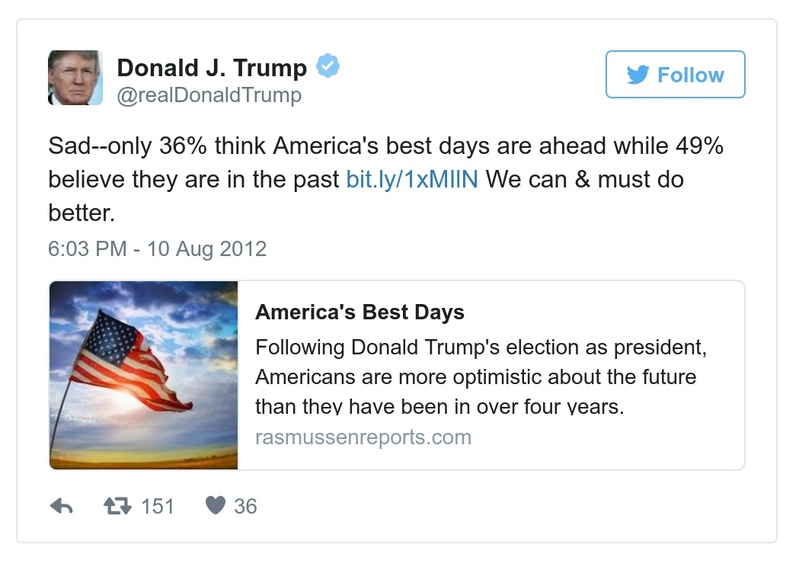 Donald J. Trump
@realDonaldTrump
Follow
Sad--only 36% think America's best days are ahead while 49%
believe they are in the past bit.ly/1xMIlN We can & must do
better.
6:03 PM - 10 Aug 2012
America's Best Days
Following Donald Trump's election as president,
Americans are more optimistic about the future
than they have been in over four years.
rasmussenreports.com
151
36